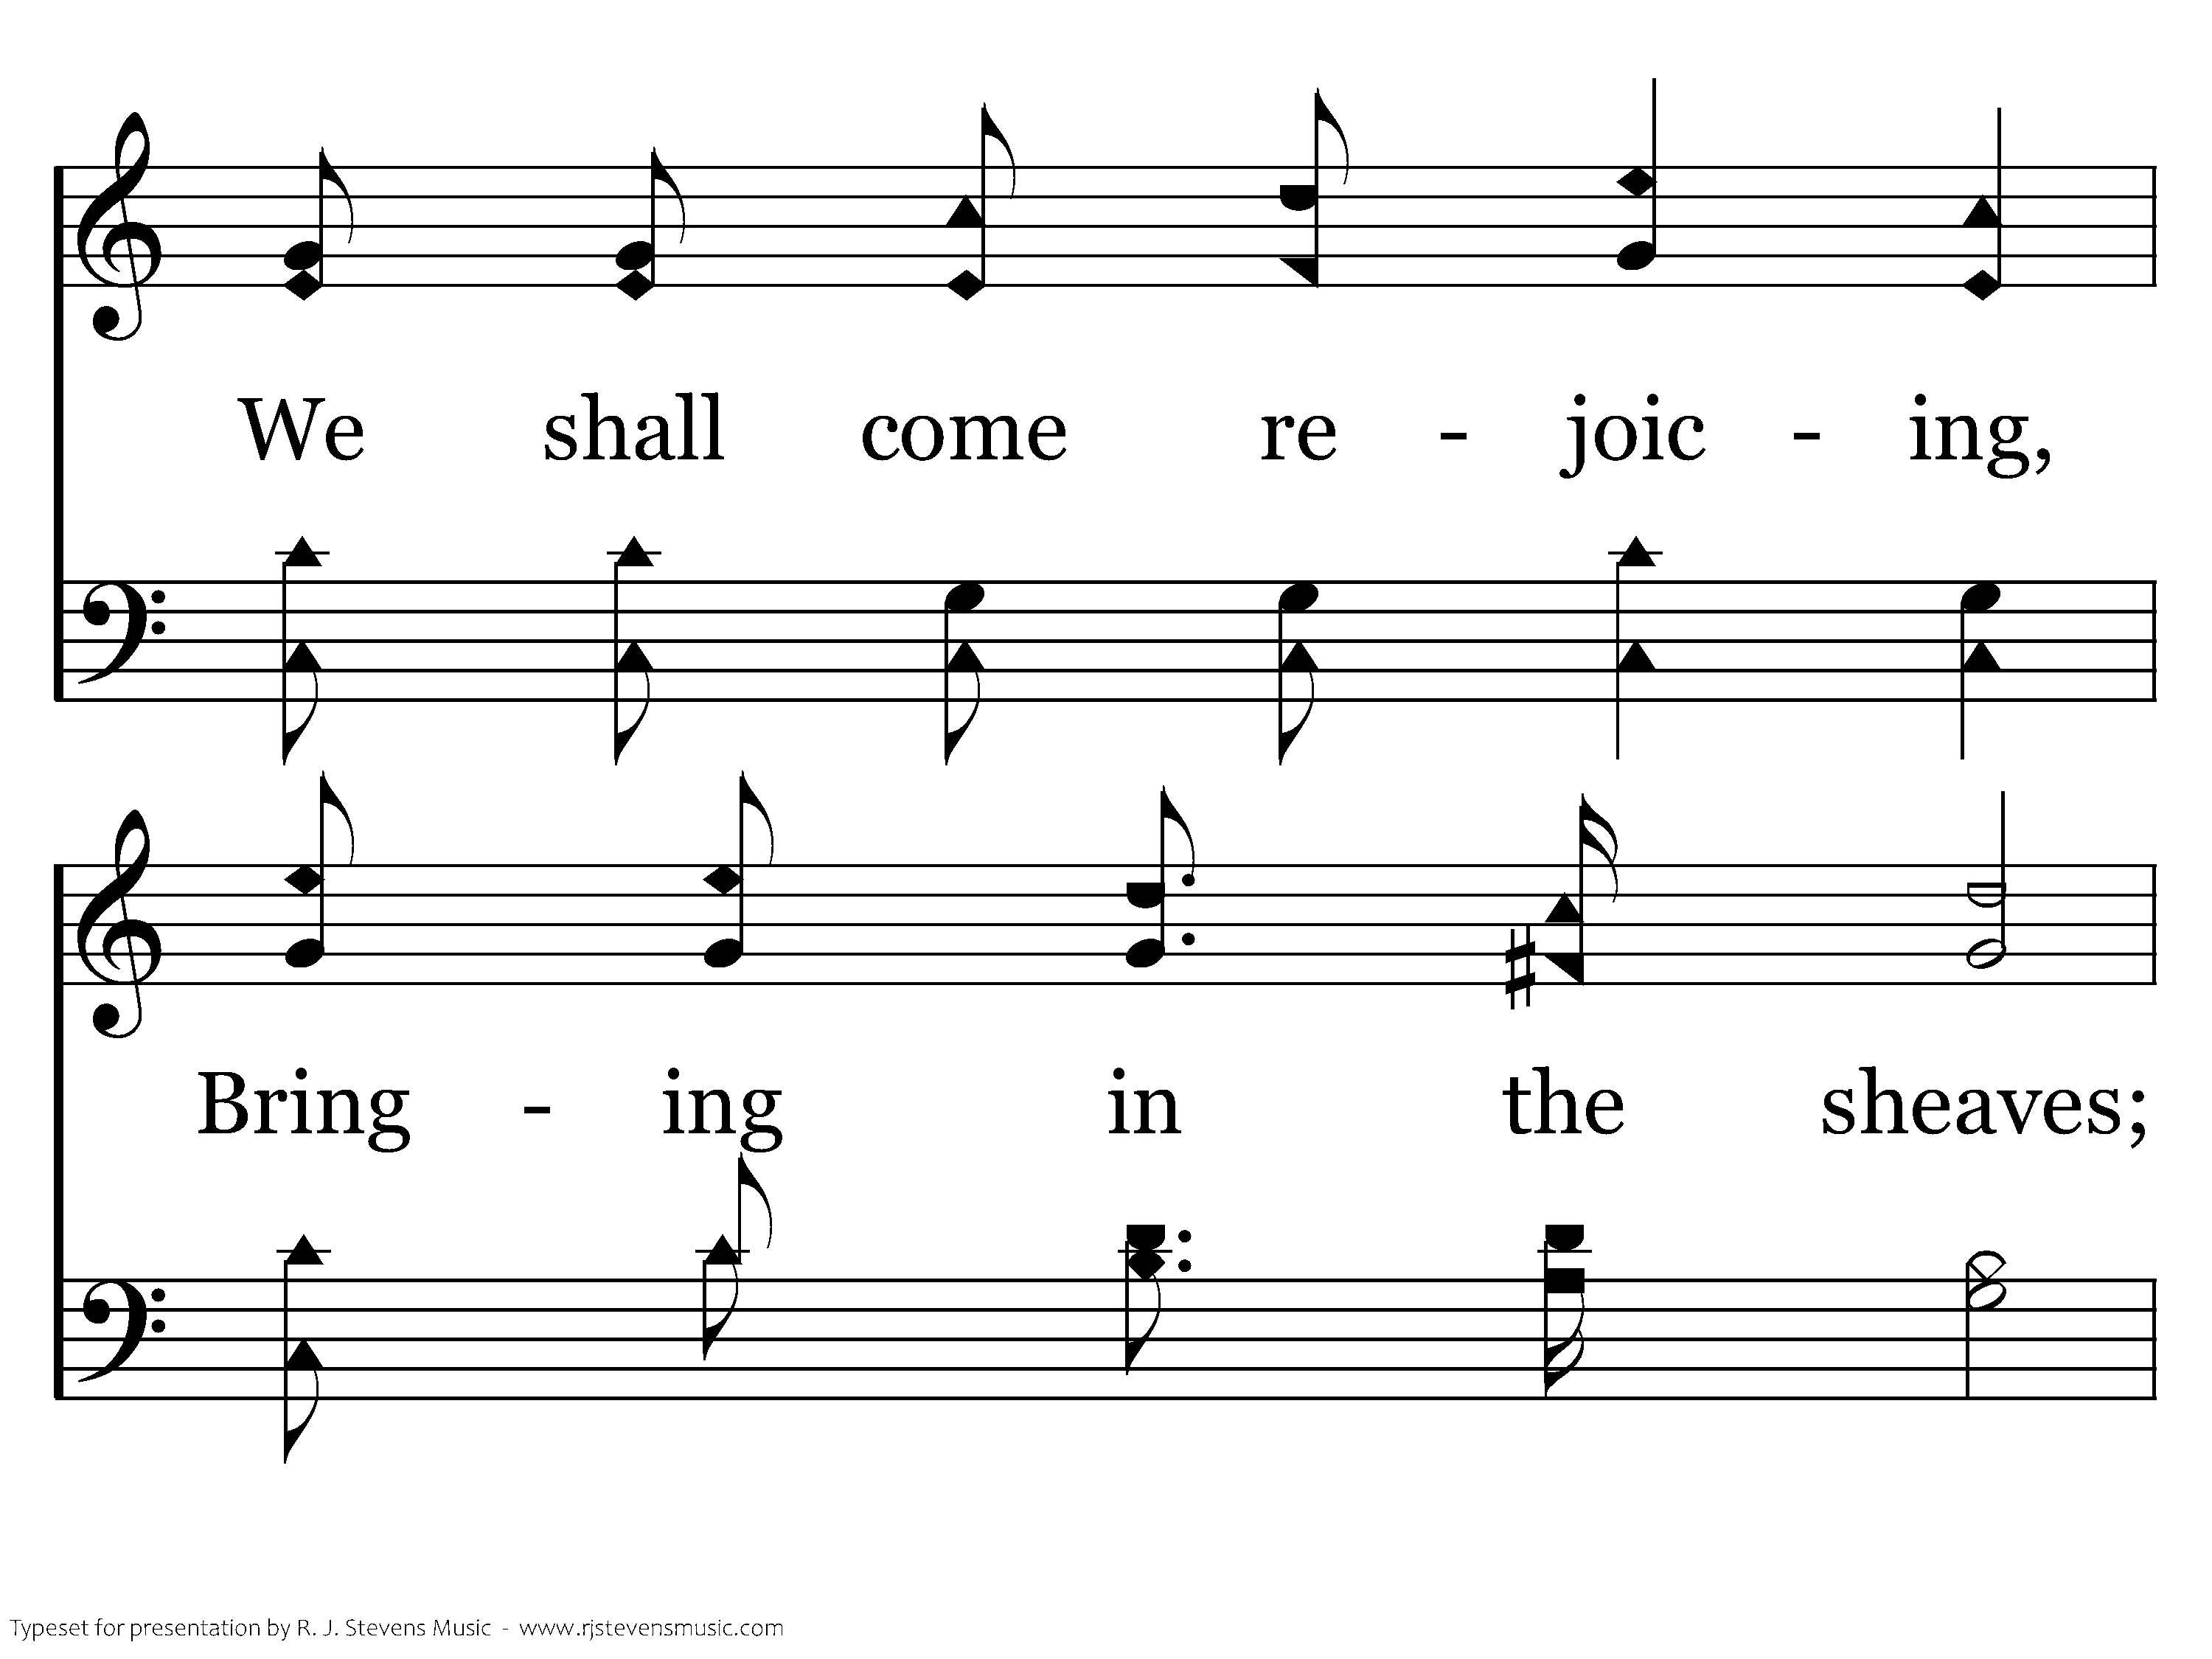 We shall come re - joic - ing,
Bring - ing in the sheaves;
Typeset for presentation by R. J. Stevens Music - www.rjstevensmusic.com